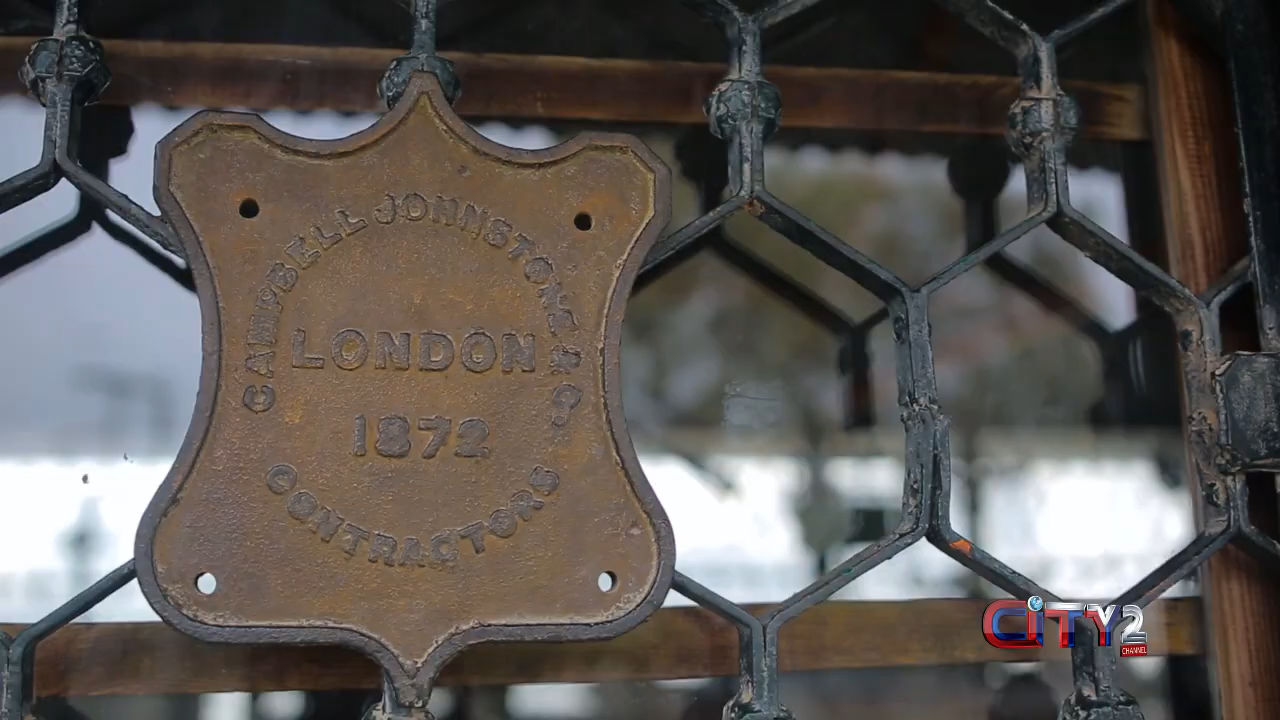 CAMPBELL JOHNSTONE & Cº
LONDON
1872
CONTRACTORS
CiTY2
CHANNEL